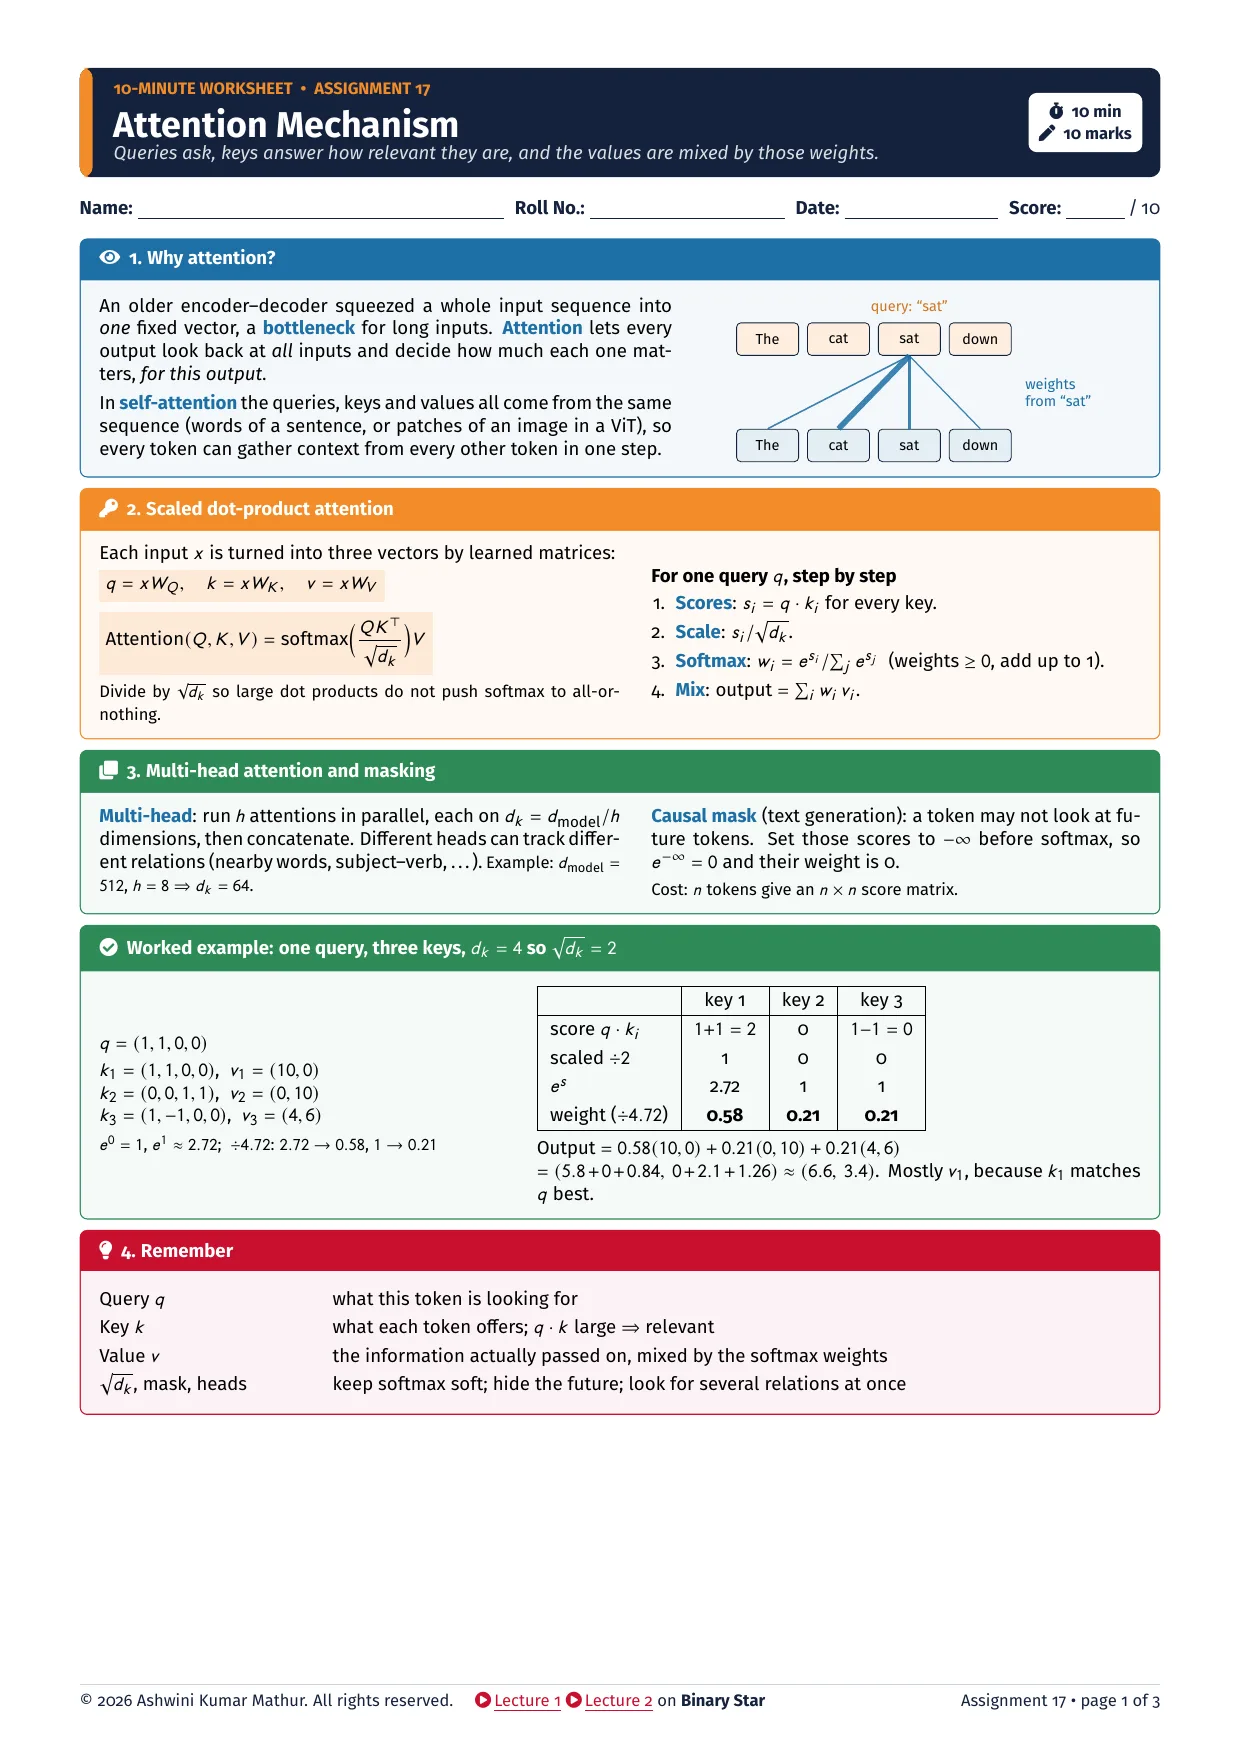 10-MINUTE WORKSHEET • ASSIGNMENT 17
Attention Mechanism
Queries ask, keys answer how relevant they are, and the values are mixed by those weights.
10 min
10 marks
Name: Roll No.: Date: Score: / 10
1. Why attention?
An older encoder–decoder squeezed a whole input sequence into
one fixed vector, a bottleneck for long inputs. Attention lets every
output look back at all inputs and decide how much each one mat-
ters, for this output.
In self-attention the queries, keys and values all come from the same
sequence (words of a sentence, or patches of an image in a ViT), so
every token can gather context from every other token in one step.
query: “sat”
The cat sat down
weights
from “sat”
The cat sat down
2. Scaled dot-product attention
Each input x is turned into three vectors by learned matrices:
q = xW_Q, k = xW_K, v = xW_V
Attention(Q, K, V) = softmax(QK^⊤/√d_k)V
Divide by √d_k so large dot products do not push softmax to all-or-
nothing.
For one query q, step by step
1. Scores: s_i = q · k_i for every key.
2. Scale: s_i/√d_k.
3. Softmax: w_i = e^{s_i}/∑_j e^{s_j} (weights ≥ 0, add up to 1).
4. Mix: output = ∑_i w_i v_i.
3. Multi-head attention and masking
Multi-head: run h attentions in parallel, each on d_k = d_model/h
dimensions, then concatenate. Different heads can track differ-
ent relations (nearby words, subject–verb, ...). Example: d_model =
512, h = 8 ⇒ d_k = 64.
Causal mask (text generation): a token may not look at fu-
ture tokens. Set those scores to −∞ before softmax, so
e^{−∞} = 0 and their weight is 0.
Cost: n tokens give an n × n score matrix.
Worked example: one query, three keys, d_k = 4 so √d_k = 2
q = (1, 1, 0, 0)
k_1 = (1, 1, 0, 0), v_1 = (10, 0)
k_2 = (0, 0, 1, 1), v_2 = (0, 10)
k_3 = (1, −1, 0, 0), v_3 = (4, 6)
e^0 = 1, e^1 ≈ 2.72; ÷4.72: 2.72 → 0.58, 1 → 0.21
key 1 key 2 key 3
score q · k_i 1+1 = 2 0 1−1 = 0
scaled ÷2 1 0 0
e^s 2.72 1 1
weight (÷4.72) 0.58 0.21 0.21
Output = 0.58(10, 0) + 0.21(0, 10) + 0.21(4, 6)
= (5.8+0+0.84, 0+2.1+1.26) ≈ (6.6, 3.4). Mostly v_1, because k_1 matches
q best.
4. Remember
Query q what this token is looking for
Key k what each token offers; q · k large ⇒ relevant
Value v the information actually passed on, mixed by the softmax weights
√d_k, mask, heads keep softmax soft; hide the future; look for several relations at once
© 2026 Ashwini Kumar Mathur. All rights reserved. Lecture 1 Lecture 2 on Binary Star Assignment 17 • page 1 of 3